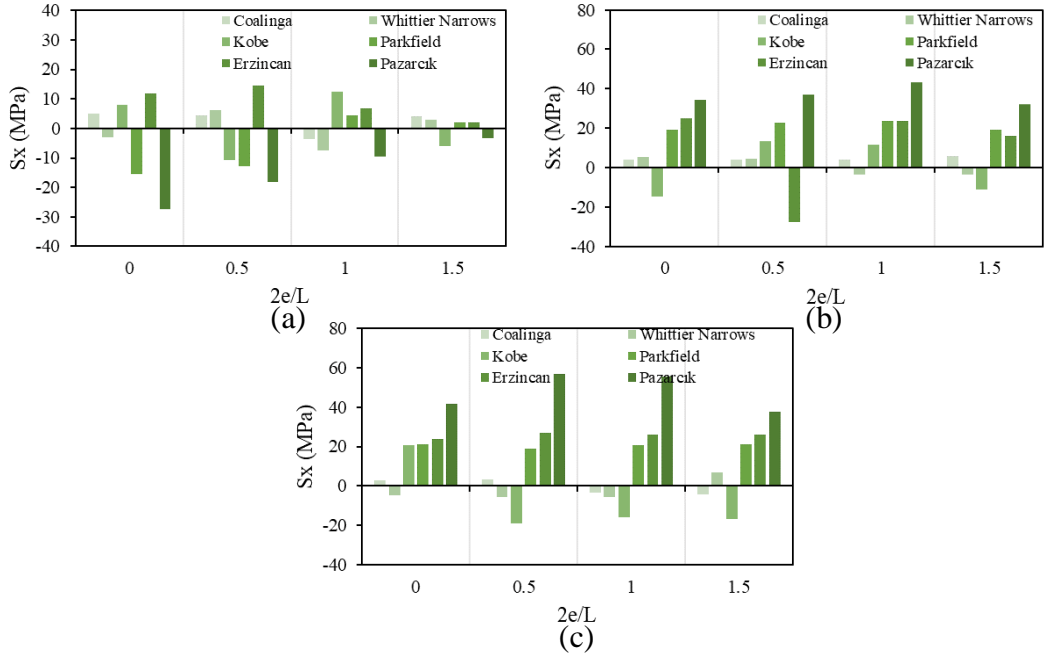 Coalinga Whittier Narrows
Kobe Parkfield
Erzincan Pazarcık
Sx (MPa)
40
30
20
10
0
-10
-20
-30
-40
0 0.5 1 1.5
2e/L
(a)
Coalinga Whittier Narrows
Kobe Parkfield
Erzincan Pazarcık
Sx (MPa)
80
60
40
20
0
-20
-40
0 0.5 1 1.5
2e/L
(b)
Coalinga Whittier Narrows
Kobe Parkfield
Erzincan Pazarcık
Sx (MPa)
80
60
40
20
0
-20
-40
0 0.5 1 1.5
2e/L
(c)